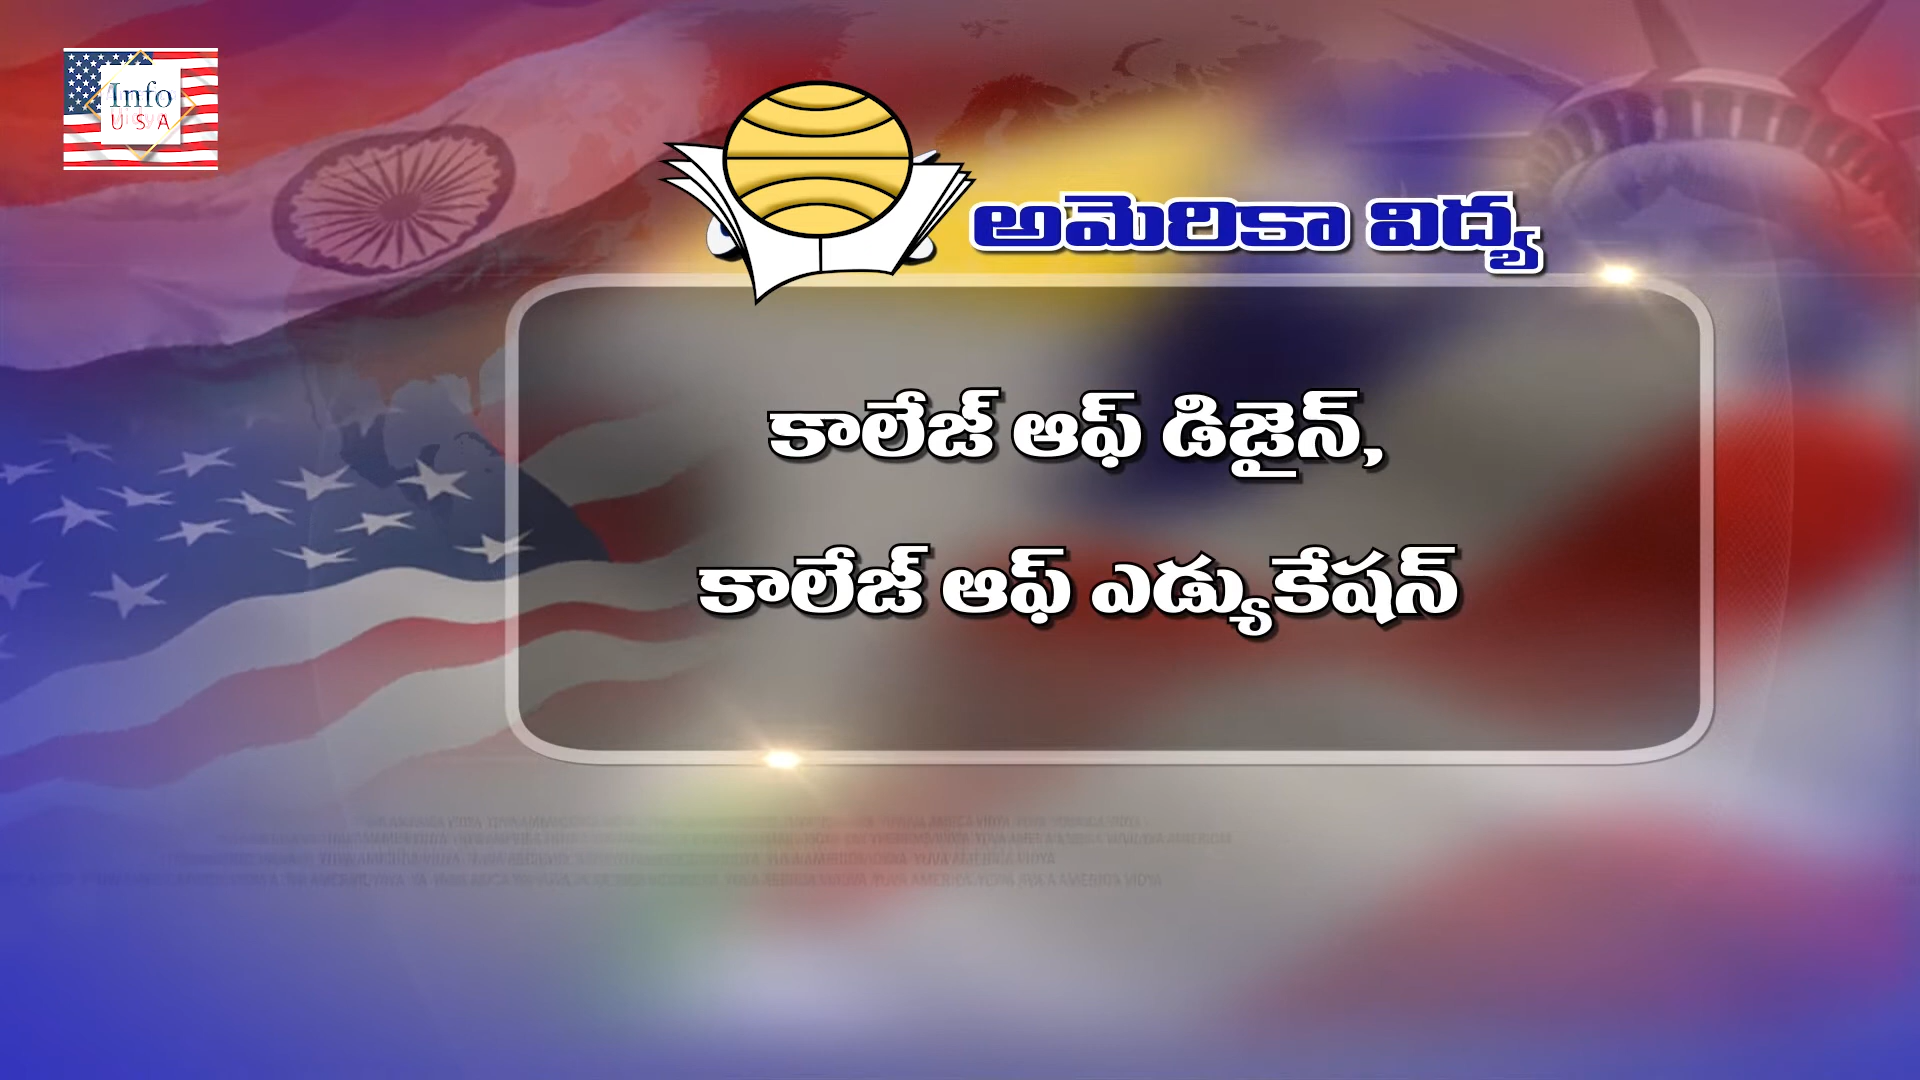 Info
USA
అమెరికా విద్య
కాలేజ్ ఆఫ్ డిజైన్,
కాలేజ్ ఆఫ్ ఎడ్యుకేషన్